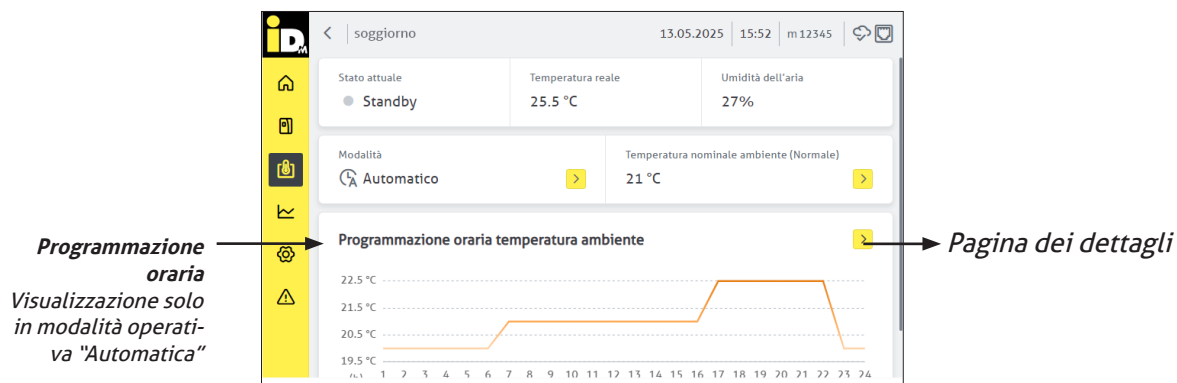 iDM
soggiorno
13.05.2025 15:52 m 12345
Stato attuale
Standby
Temperatura reale
25.5 °C
Umidità dell'aria
27%
Modalità
Automatico
Temperatura nominale ambiente (Normale)
21 °C
Programmazione oraria temperatura ambiente
22.5 °C
21.5 °C
20.5 °C
19.5 °C
(h) 1 2 3 4 5 6 7 8 9 10 11 12 13 14 15 16 17 18 19 20 21 22 23 24
Programmazione
oraria
Visualizzazione solo
in modalità operati-
va "Automatica"
Pagina dei dettagli